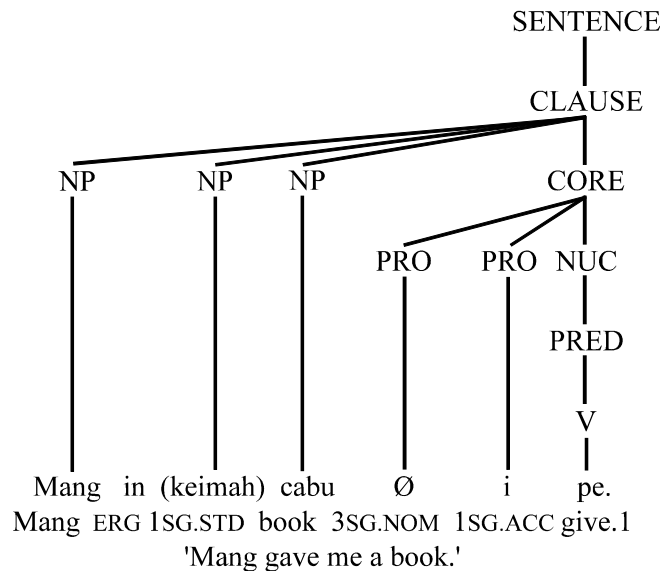 SENTENCE
CLAUSE
NP NP NP CORE
PRO PRO NUC
PRED
V
Mang in (keimah) cabu Ø i pe.
Mang ERG 1SG.STD book 3SG.NOM 1SG.ACC give.1
'Mang gave me a book.'